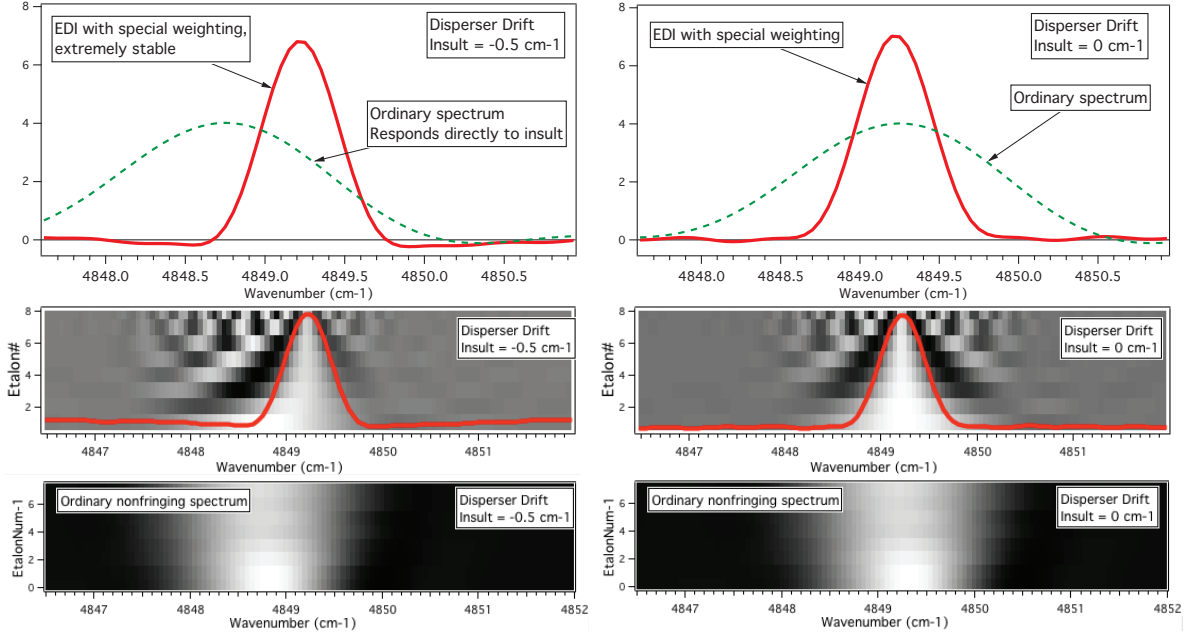 8
6
4
2
0
EDI with special weighting,
extremely stable
Disperser Drift
Insult = -0.5 cm-1
Ordinary spectrum
Responds directly to insult
4848.0 4848.5 4849.0 4849.5 4850.0 4850.5
Wavenumber (cm-1)
8
6
4
2
0
EDI with special weighting
Disperser Drift
Insult = 0 cm-1
Ordinary spectrum
4848.0 4848.5 4849.0 4849.5 4850.0 4850.5
Wavenumber (cm-1)
Etalon#
8
6
4
2
Disperser Drift
Insult = -0.5 cm-1
4847 4848 4849 4850 4851
Wavenumber (cm-1)
Etalon#
8
6
4
2
Disperser Drift
Insult = 0 cm-1
4847 4848 4849 4850 4851
Wavenumber (cm-1)
EtalonNum-1
6
4
2
0
Ordinary nonfringing spectrum
Disperser Drift
Insult = -0.5 cm-1
4847 4848 4849 4850 4851 4852
Wavenumber (cm-1)
EtalonNum-1
6
4
2
0
Ordinary nonfringing spectrum
Disperser Drift
Insult = 0 cm-1
4847 4848 4849 4850 4851 4852
Wavenumber (cm-1)